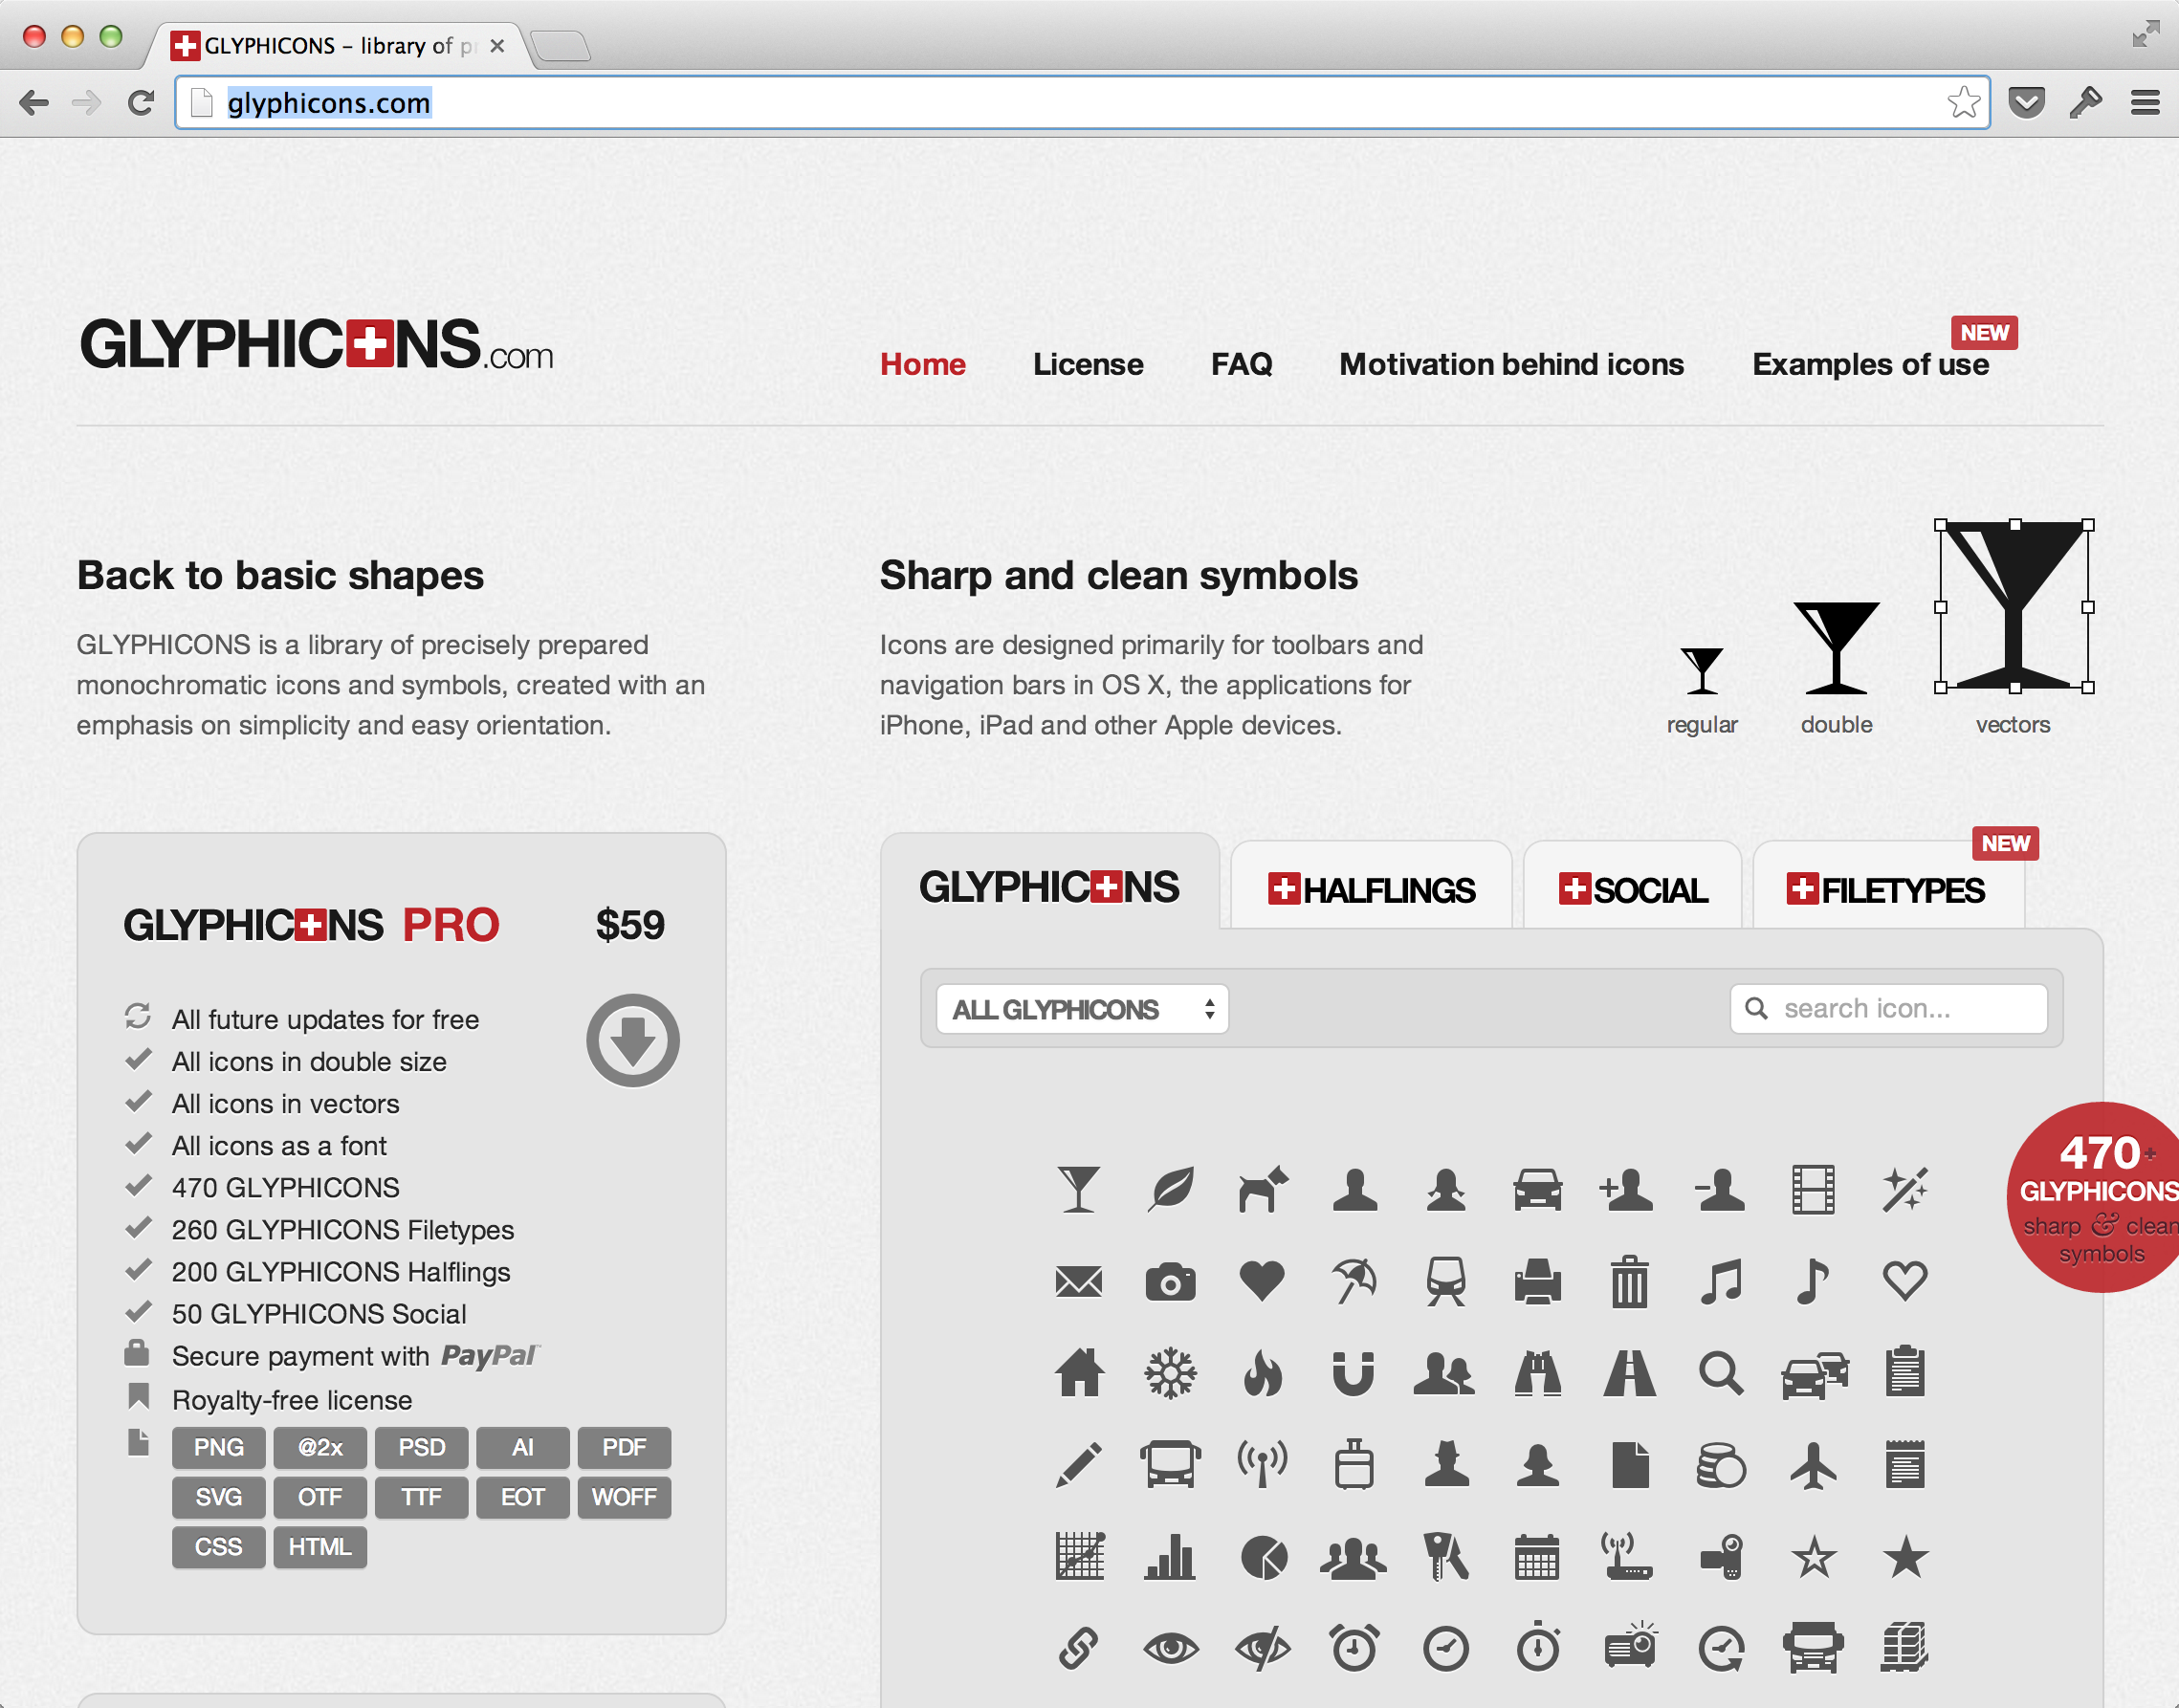 GLYPHICONS – library of
glyphicons.com
GLYPHICONS.com
Home
License
FAQ
Motivation behind icons
Examples of use
NEW
Back to basic shapes
GLYPHICONS is a library of precisely prepared
monochromatic icons and symbols, created with an
emphasis on simplicity and easy orientation.
Sharp and clean symbols
Icons are designed primarily for toolbars and
navigation bars in OS X, the applications for
iPhone, iPad and other Apple devices.
regular
double
vectors
GLYPHICONS PRO $59
All future updates for free
All icons in double size
All icons in vectors
All icons as a font
470 GLYPHICONS
260 GLYPHICONS Filetypes
200 GLYPHICONS Halflings
50 GLYPHICONS Social
Secure payment with PayPal™
Royalty-free license
PNG @2x PSD AI PDF
SVG OTF TTF EOT WOFF
CSS HTML
GLYPHICONS
HALFLINGS
SOCIAL
FILETYPES
NEW
ALL GLYPHICONS
search icon...
470+
GLYPHICONS
sharp & clean
symbols